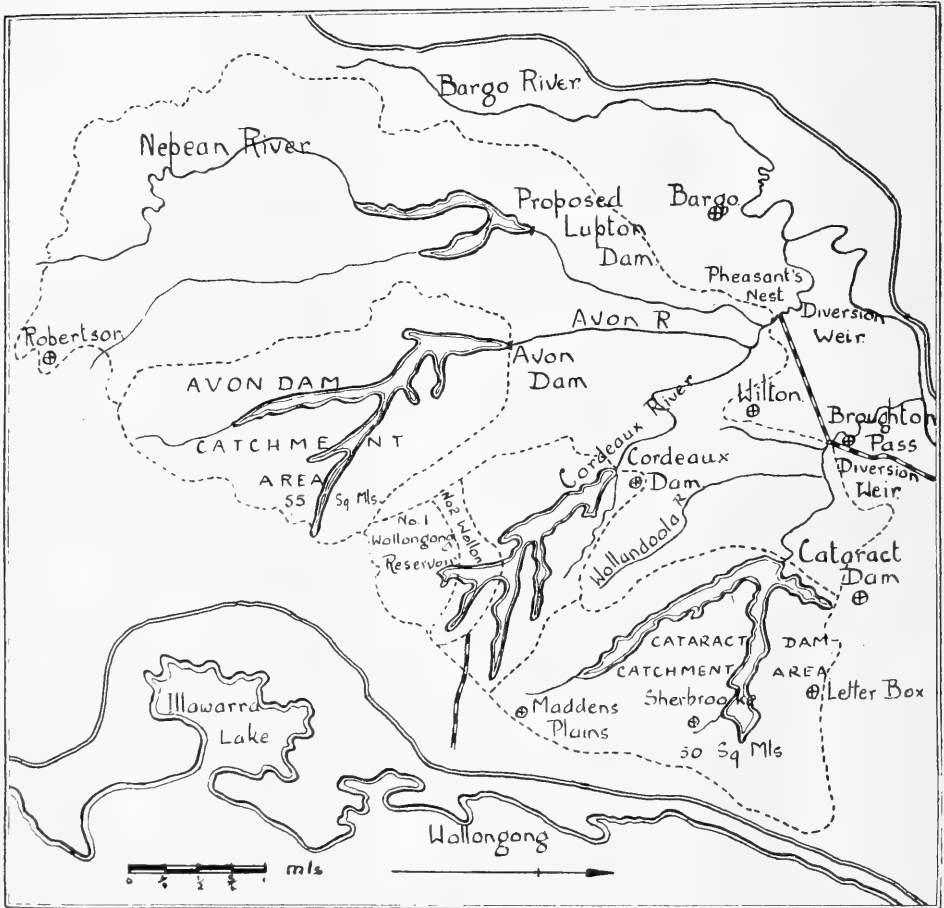 Bargo River.
Nepean River
Proposed
Lupton
Dam
Bargo.
Pheasant's
Nest
Diversion
Weir.
Robertson
Avon R
Avon
Dam
AVON DAM
CATCHMENT
AREA
55 Sq Mls
Cordeaux River
Wilton
Broughton
Pass
Diversion
Weir
Cordeaux
Dam
No. 1
Wollongong
Reservoir
No2 Wollon
Wollandoola R
Cataract
Dam
CATARACT DAM-
CATCHMENT AREA
Sherbrooke
Letter Box
50 Sq Mls
Maddens
Plains
Illawarra
Lake
Wollongong
mls
0 1/2 1